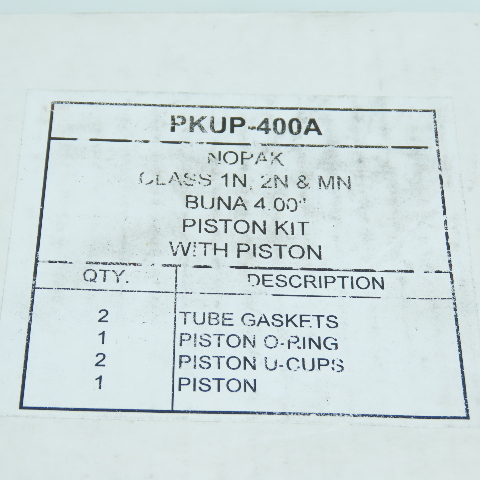 PKUP-400A
NOPAK
CLASS 1N, 2N & MN
BUNA 4.00"
PISTON KIT
WITH PISTON
QTY. DESCRIPTION
2 TUBE GASKETS
1 PISTON O-RING
2 PISTON U-CUPS
1 PISTON